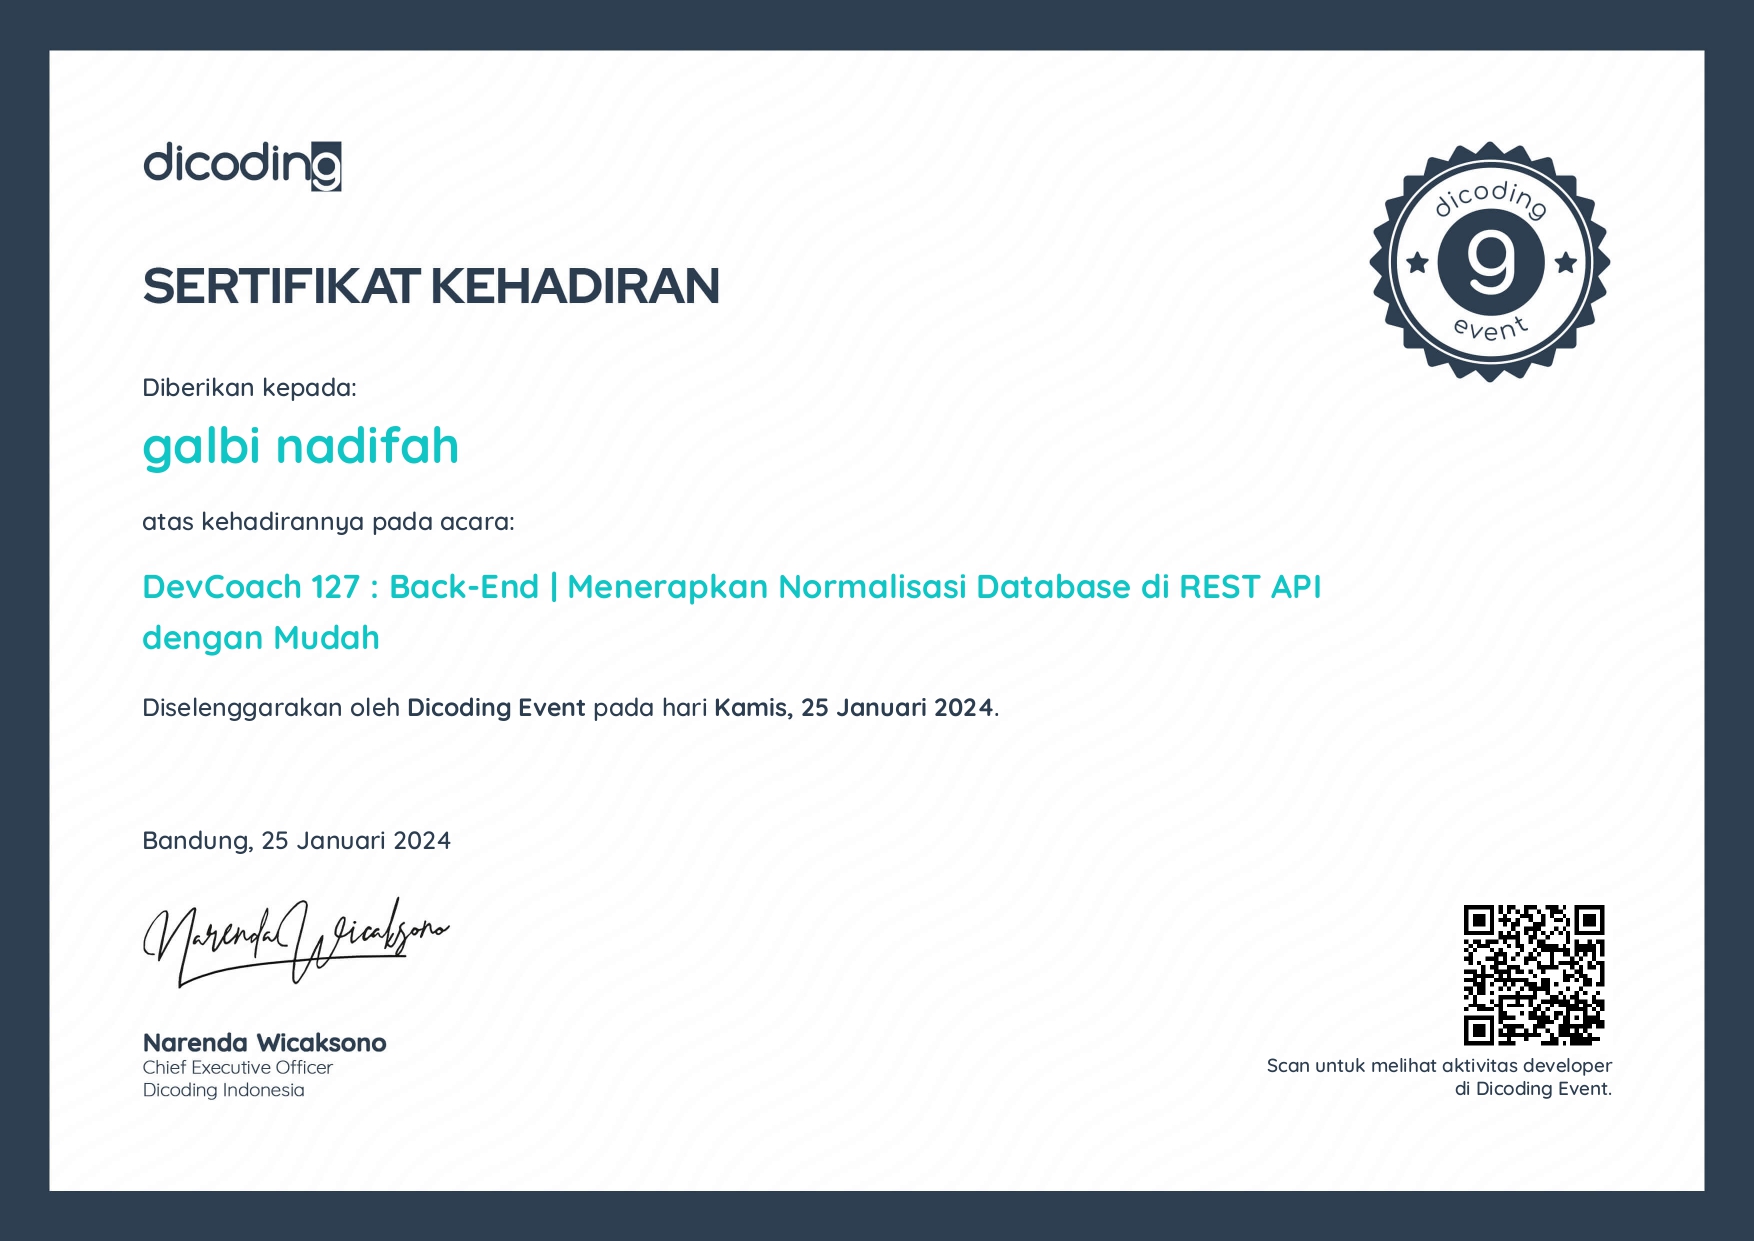 dicoding
SERTIFIKAT KEHADIRAN
dicoding
g
event
Diberikan kepada:
galbi nadifah
atas kehadirannya pada acara:
DevCoach 127 : Back-End | Menerapkan Normalisasi Database di REST API
dengan Mudah
Diselenggarakan oleh Dicoding Event pada hari Kamis, 25 Januari 2024.
Bandung, 25 Januari 2024
Narenda Wicaksono
Narenda Wicaksono
Chief Executive Officer
Dicoding Indonesia
Scan untuk melihat aktivitas developer
di Dicoding Event.